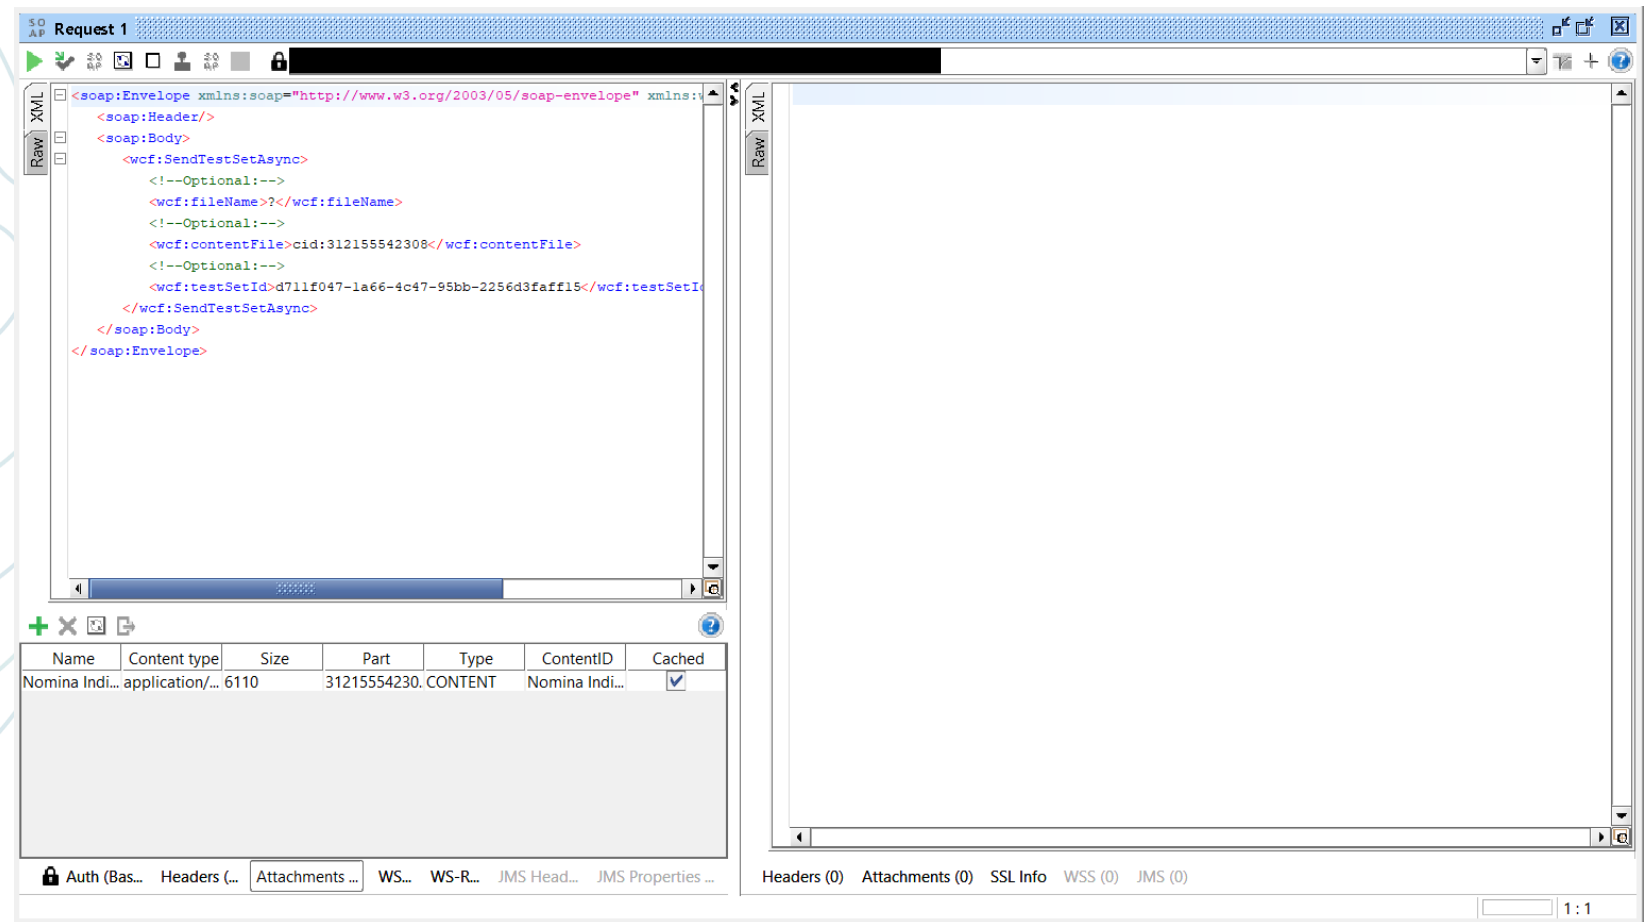 SO
AP Request 1
XML
Raw
<soap:Envelope xmlns:soap="http://www.w3.org/2003/05/soap-envelope" xmlns:
<soap:Header/>
<soap:Body>
<wcf:SendTestSetAsync>
<!--Optional:-->
<wcf:fileName>?</wcf:fileName>
<!--Optional:-->
<wcf:contentFile>cid:312155542308</wcf:contentFile>
<!--Optional:-->
<wcf:testSetId>d711f047-1a66-4c47-95bb-2256d3faff15</wcf:testSetId
</wcf:SendTestSetAsync>
</soap:Body>
</soap:Envelope>
XML
Raw
Name Content type Size Part Type ContentID Cached
Nomina Indi... application/... 6110 31215554230. CONTENT Nomina Indi...
Auth (Bas... Headers (... Attachments ... WS... WS-R... JMS Head... JMS Properties ...
Headers (0) Attachments (0) SSL Info WSS (0) JMS (0)
1 : 1